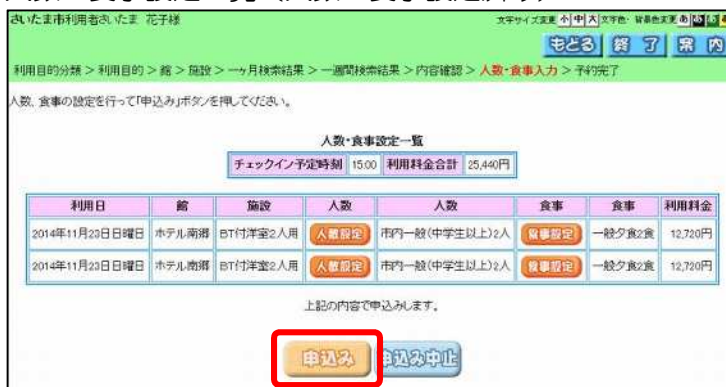 さいたま市利用者さいたま 花子様
文字サイズ変更 小 中 大 文字色・背景色変更 あ
もどる 終了 案内
利用目的分類 > 利用目的 > 館 > 施設 > 一ヶ月検索結果 > 一週間検索結果 > 内容確認 > 人数・食事入力 > 予約完了
人数、食事の設定を行って「申込み」ボタンを押してください。
人数・食事設定一覧
チェックイン予定時刻 15:00 利用料金合計 25,440円
利用日 館 施設 人数 人数 食事 食事 利用料金
2014年11月23日日曜日 ホテル南郷 BT付洋室2人用 人数設定 市内一般(中学生以上)2人 食事設定 一般夕食2食 12,720円
2014年11月23日日曜日 ホテル南郷 BT付洋室2人用 人数設定 市内一般(中学生以上)2人 食事設定 一般夕食2食 12,720円
上記の内容で申込みします。
申込み 申込み中止